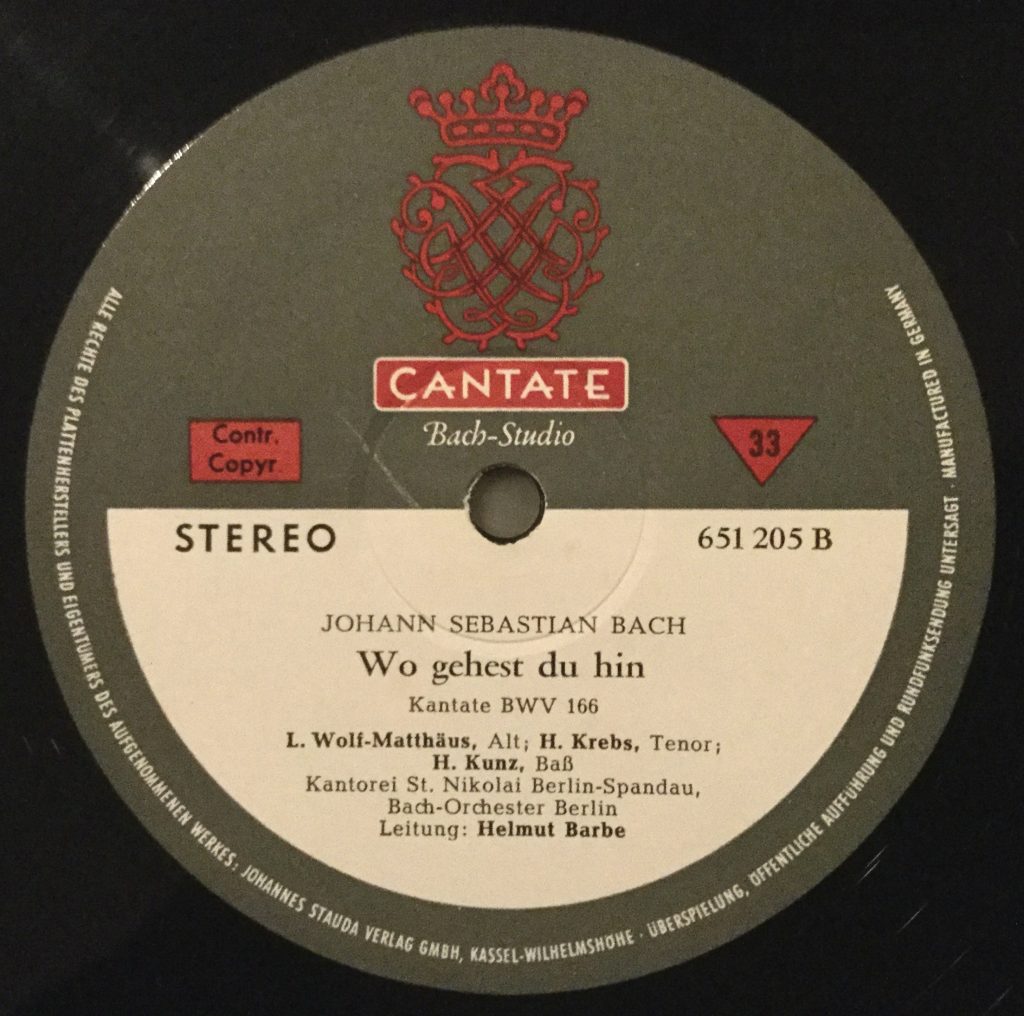 CANTATE
Bach-Studio
Contr.
Copyr.
33
STEREO
651 205 B
JOHANN SEBASTIAN BACH
Wo gehest du hin
Kantate BWV 166
L. Wolf-Matthäus, Alt; H. Krebs, Tenor;
H. Kunz, Baß
Kantorei St. Nikolai Berlin-Spandau,
Bach-Orchester Berlin
Leitung: Helmut Barbe
ALLE RECHTE DES PLATTENHERSTELLERS UND EIGENTÜMERS DES AUFGENOMMENEN WERKES: JOHANNES STAUDA VERLAG GMBH, KASSEL-WILHELMSHÖHE · ÜBERSPIELUNG, ÖFFENTLICHE AUFFÜHRUNG UND RUNDFUNKSENDUNG UNTERSAGT · MANUFACTURED IN GERMANY